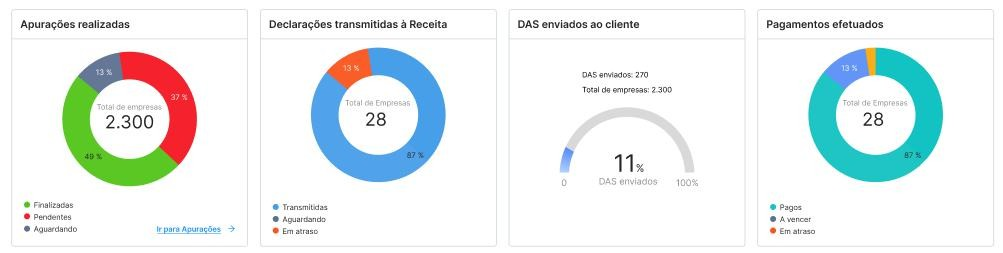 Apurações realizadas
13 %
37 %
Total de empresas
2.300
49 %
Finalizadas
Pendentes
Aguardando
Ir para Apurações
Declarações transmitidas à Receita
13 %
Total de Empresas
28
87 %
Transmitidas
Aguardando
Em atraso
DAS enviados ao cliente
DAS enviados: 270
Total de empresas: 2.300
11%
0
DAS enviados
100%
Pagamentos efetuados
13 %
Total de Empresas
28
87 %
Pagos
A vencer
Em atraso